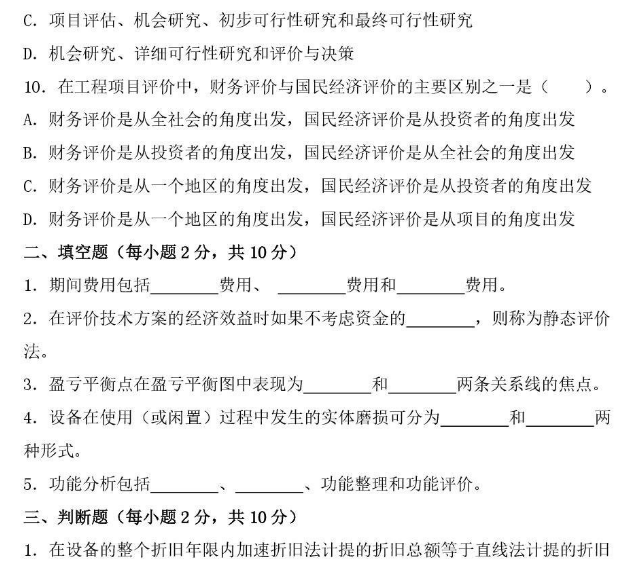 C. 项目评估、机会研究、初步可行性研究和最终可行性研究
D. 机会研究、详细可行性研究和评价与决策
10. 在工程项目评价中，财务评价与国民经济评价的主要区别之一是（　　）。
A. 财务评价是从全社会的角度出发，国民经济评价是从投资者的角度出发
B. 财务评价是从投资者的角度出发，国民经济评价是从全社会的角度出发
C. 财务评价是从一个地区的角度出发，国民经济评价是从投资者的角度出发
D. 财务评价是从一个地区的角度出发，国民经济评价是从项目的角度出发
二、填空题（每小题 2 分，共 10 分）
1. 期间费用包括________费用、 ________费用和________费用。
2. 在评价技术方案的经济效益时如果不考虑资金的________，则称为静态评价
法。
3. 盈亏平衡点在盈亏平衡图中表现为________和________两条关系线的焦点。
4. 设备在使用（或闲置）过程中发生的实体磨损可分为________和________两
种形式。
5. 功能分析包括________、________、功能整理和功能评价。
三、判断题（每小题 2 分，共 10 分）
1. 在设备的整个折旧年限内加速折旧法计提的折旧总额等于直线法计提的折旧